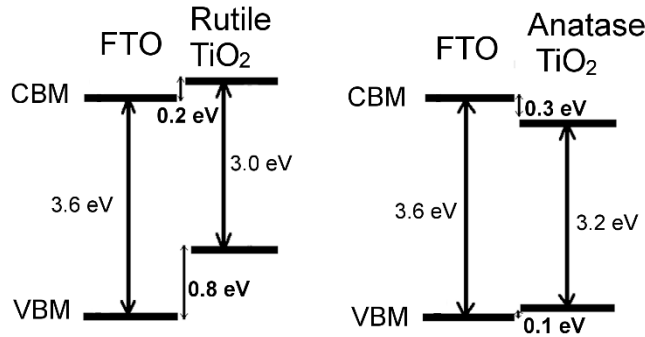 FTO
Rutile
TiO2
CBM
0.2 eV
3.6 eV
3.0 eV
0.8 eV
VBM
FTO
Anatase
TiO2
CBM
0.3 eV
3.6 eV
3.2 eV
VBM
0.1 eV